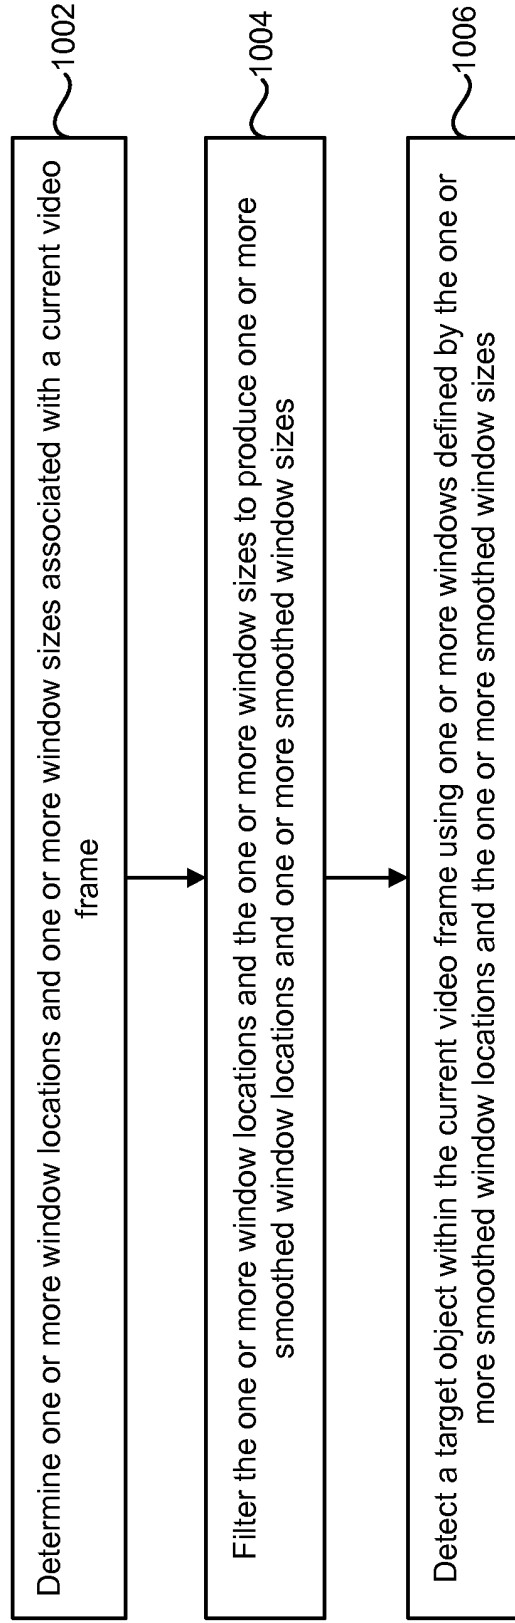 Determine one or more window locations and one or more window sizes associated with a current video
frame
1002
Filter the one or more window locations and the one or more window sizes to produce one or more
smoothed window locations and one or more smoothed window sizes
1004
Detect a target object within the current video frame using one or more windows defined by the one or
more smoothed window locations and the one or more smoothed window sizes
1006